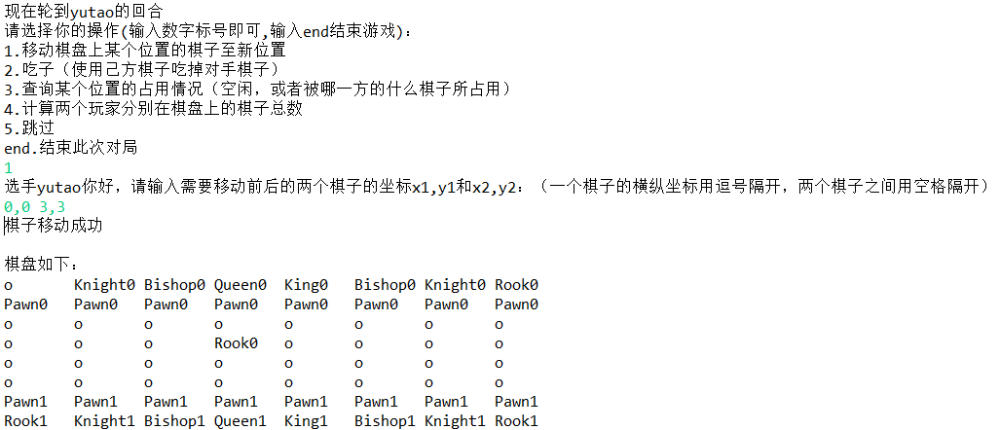 现在轮到yutao的回合
请选择你的操作(输入数字标号即可,输入end结束游戏):
1.移动棋盘上某个位置的棋子至新位置
2.吃子（使用己方棋子吃掉对手棋子）
3.查询某个位置的占用情况（空闲，或者被哪一方的什么棋子所占用）
4.计算两个玩家分别在棋盘上的棋子总数
5.跳过
end.结束此次对局
1
选手yutao你好，请输入需要移动前后的两个棋子的坐标x1,y1和x2,y2：（一个棋子的横纵坐标用逗号隔开，两个棋子之间用空格隔开）
0,0 3,3
棋子移动成功
棋盘如下：
o Knight0 Bishop0 Queen0 King0 Bishop0 Knight0 Rook0
Pawn0 Pawn0 Pawn0 Pawn0 Pawn0 Pawn0 Pawn0 Pawn0
o o o o o o o o
o o o Rook0 o o o o
o o o o o o o o
o o o o o o o o
Pawn1 Pawn1 Pawn1 Pawn1 Pawn1 Pawn1 Pawn1 Pawn1
Rook1 Knight1 Bishop1 Queen1 King1 Bishop1 Knight1 Rook1